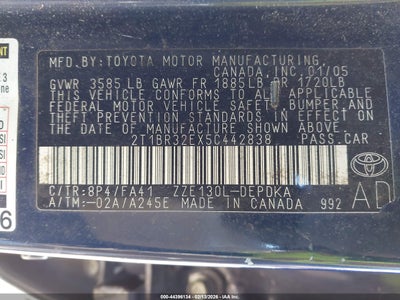 MFD.BY: TOYOTA MOTOR MANUFACTURING
CANADA, INC. 01/05
GVWR 3585 LB GAWR FR 1885LB RR 1720LB
THIS VEHICLE CONFORMS TO ALL APPLICABLE
FEDERAL MOTOR VEHICLE SAFETY, BUMPER, AND
THEFT PREVENTION STANDARDS IN EFFECT ON
THE DATE OF MANUFACTURE SHOWN ABOVE.
2T1BR32EX5C442838 PASS.CAR
C/TR: 8P4/FA41 ZZE130L-DEPDKA
A/TM: -02A/A245E MADE IN CANADA 992
TOYOTA
AD
000-44396134 - 02/13/2026 - © IAA, LLC